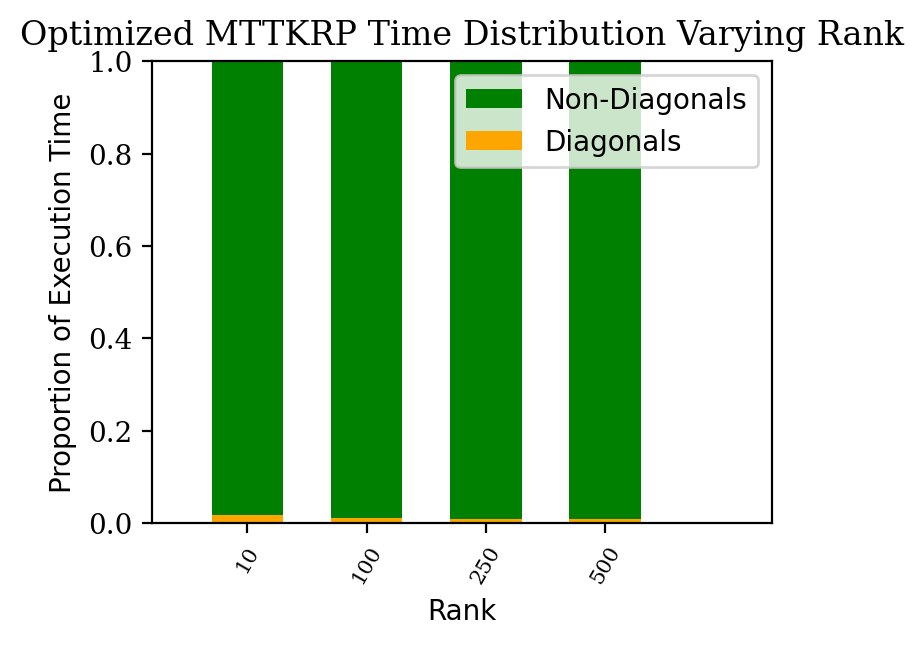 Optimized MTTKRP Time Distribution Varying Rank
Proportion of Execution Time
1.0
0.8
0.6
0.4
0.2
0.0
Non-Diagonals
Diagonals
10
100
250
500
Rank